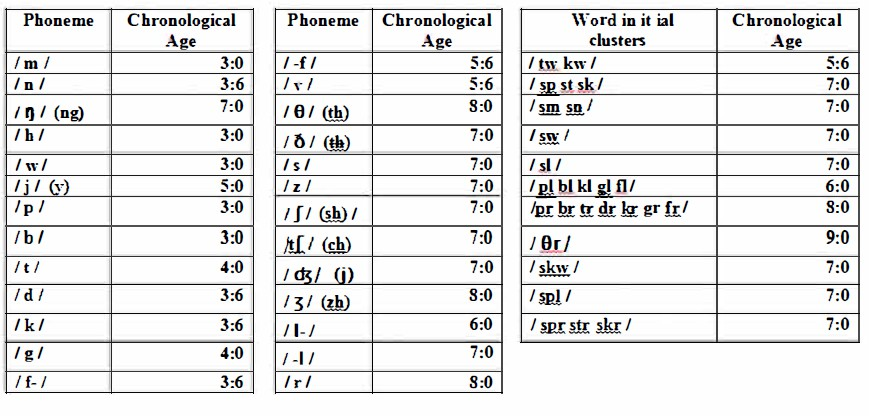 Phoneme Chronological Age
/ m / 3:0
/ n / 3:6
/ ŋ / (ng) 7:0
/ h / 3:0
/ w / 3:0
/ j / (y) 5:0
/ p / 3:0
/ b / 3:0
/ t / 4:0
/ d / 3:6
/ k / 3:6
/ g / 4:0
/ f- / 3:6
Phoneme Chronological Age
/ -f / 5:6
/ v / 5:6
/ θ / (th) 8:0
/ ð / (th) 7:0
/ s / 7:0
/ z / 7:0
/ ʃ / (sh) / 7:0
/tʃ / (ch) 7:0
/ ʤ / (j) 7:0
/ ʒ / (zh) 8:0
/ l- / 6:0
/ -l / 7:0
/ r / 8:0
Word in it ial clusters Chronological Age
/ tw kw / 5:6
/ sp st sk / 7:0
/ sm sn / 7:0
/ sw / 7:0
/ sl / 7:0
/ pl bl kl gl fl / 6:0
/pr br tr dr kr gr fr / 8:0
/ θr / 9:0
/ skw / 7:0
/ spl / 7:0
/ spr str skr / 7:0